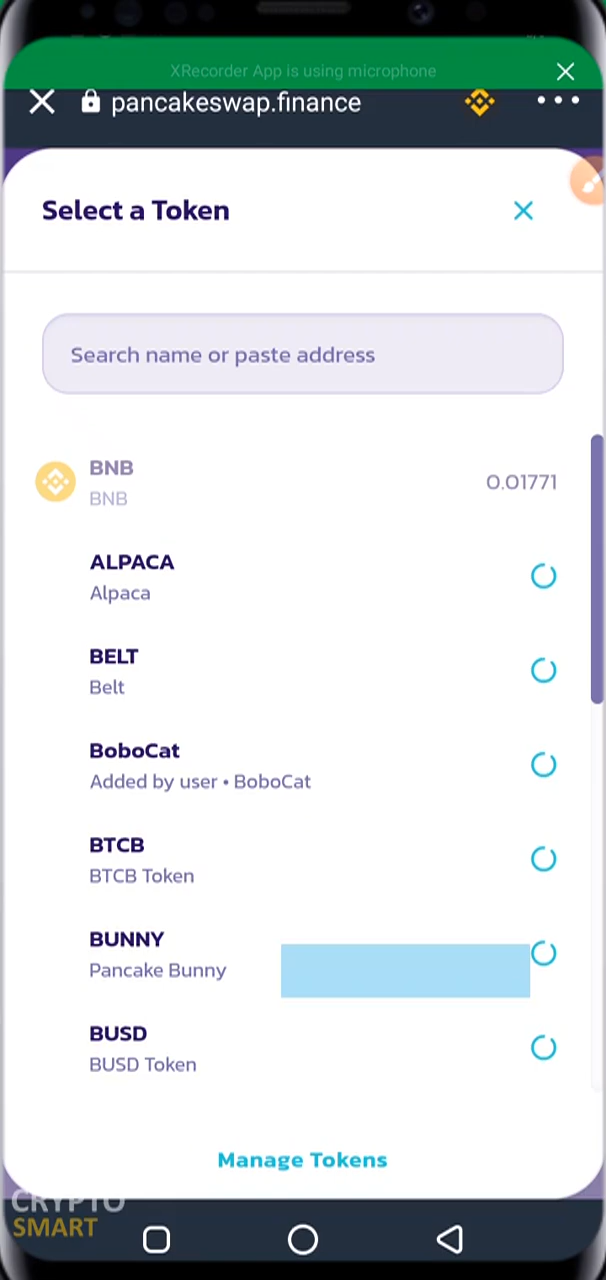 XRecorder App is using microphone
pancakeswap.finance
Select a Token
Search name or paste address
BNB
BNB
0.01771
ALPACA
Alpaca
BELT
Belt
BoboCat
Added by user • BoboCat
BTCB
BTCB Token
BUNNY
Pancake Bunny
BUSD
BUSD Token
Manage Tokens
CRYPTO
SMART